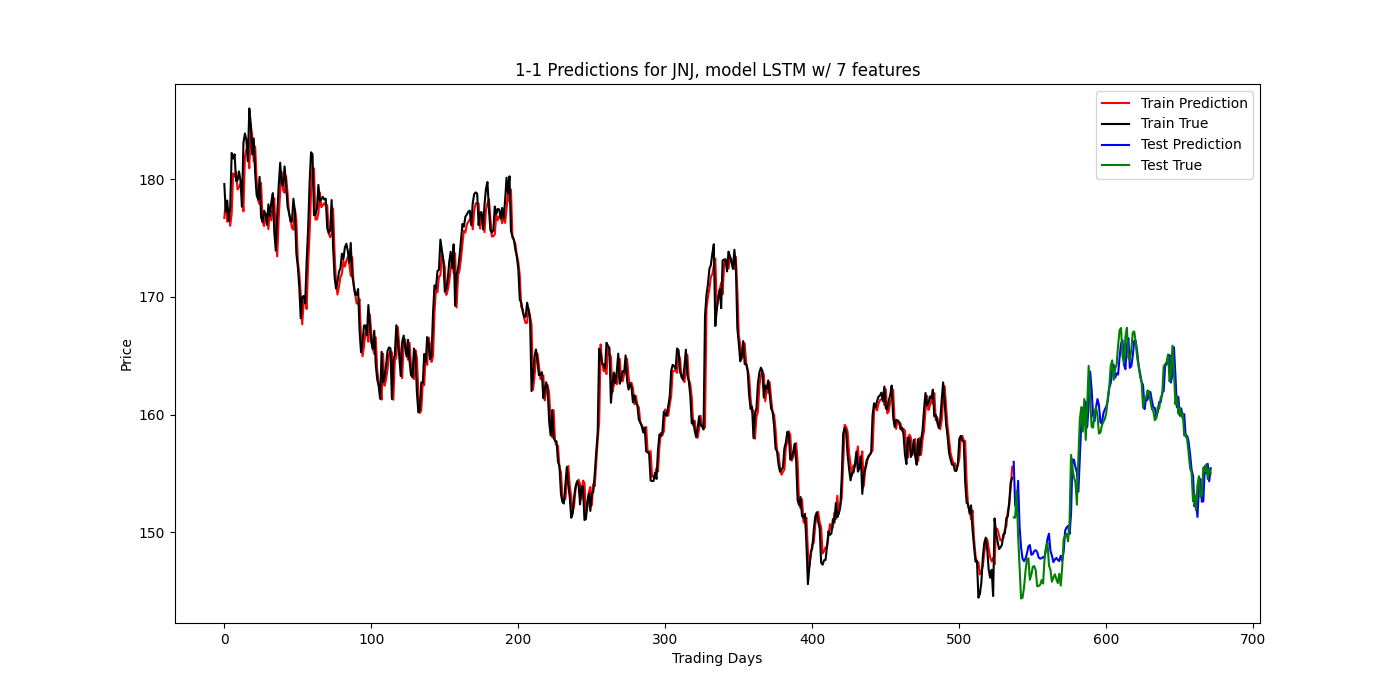 1-1 Predictions for JNJ, model LSTM w/ 7 features
Train Prediction
Train True
Test Prediction
Test True
Price
180
170
160
150
0 100 200 300 400 500 600 700
Trading Days